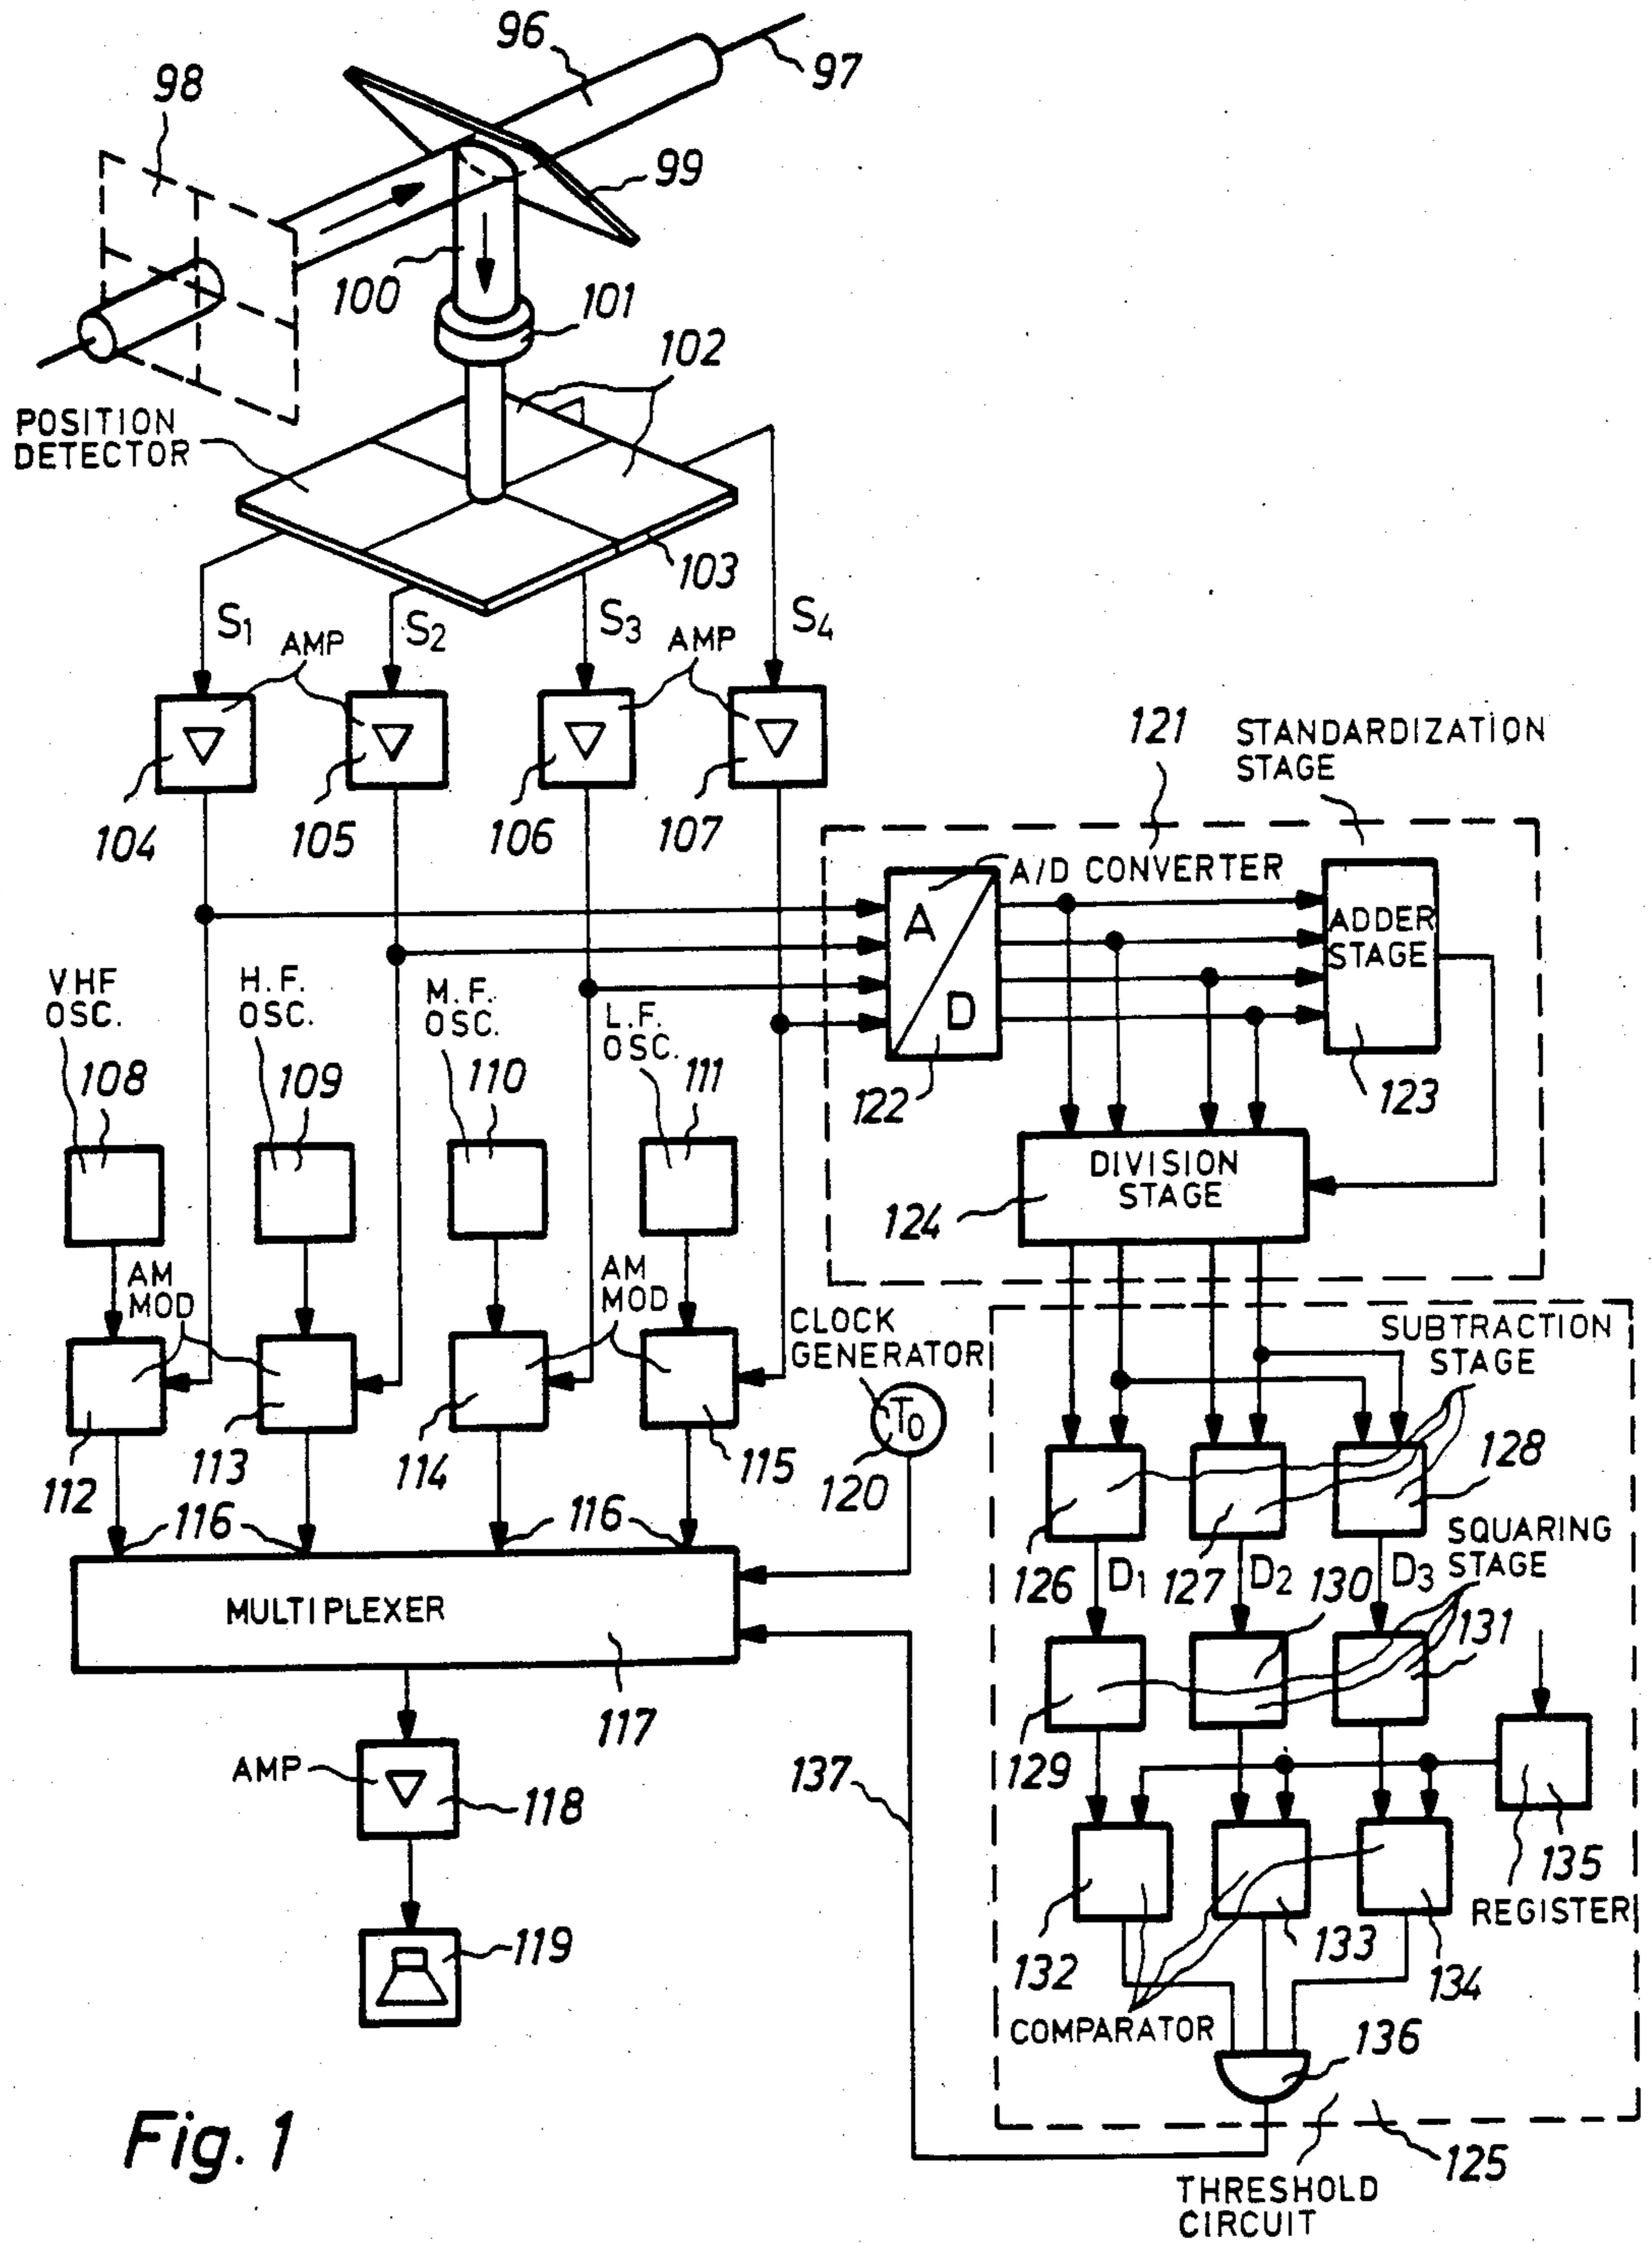 96
97
98
99
100
101
102
POSITION
DETECTOR
103
S1
AMP
S2
S3
AMP
S4
104
105
106
107
121
STANDARDIZATION
STAGE
A/D CONVERTER
A
D
ADDER
STAGE
122
123
VHF
OSC.
H.F.
OSC.
M.F.
OSC.
L.F.
OSC.
108
109
110
111
DIVISION
STAGE
124
AM
MOD
AM
MOD
CLOCK
GENERATOR
T0
SUBTRACTION
STAGE
112
113
114
115
120
128
116
116
SQUARING
STAGE
126
D1
127
D2
130
D3
131
MULTIPLEXER
117
129
137
AMP
118
135
REGISTER
119
132
133
134
COMPARATOR
136
Fig. 1
125
THRESHOLD
CIRCUIT